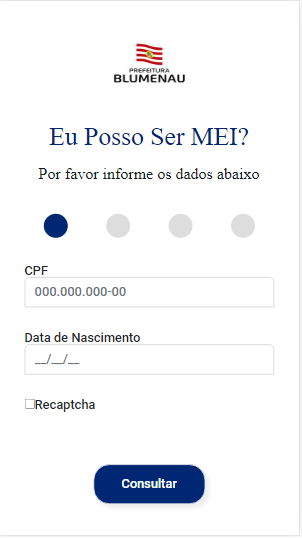 PREFEITURA
BLUMENAU
Eu Posso Ser MEI?
Por favor informe os dados abaixo
CPF
000.000.000-00
Data de Nascimento
__/__/__
Recaptcha
Consultar